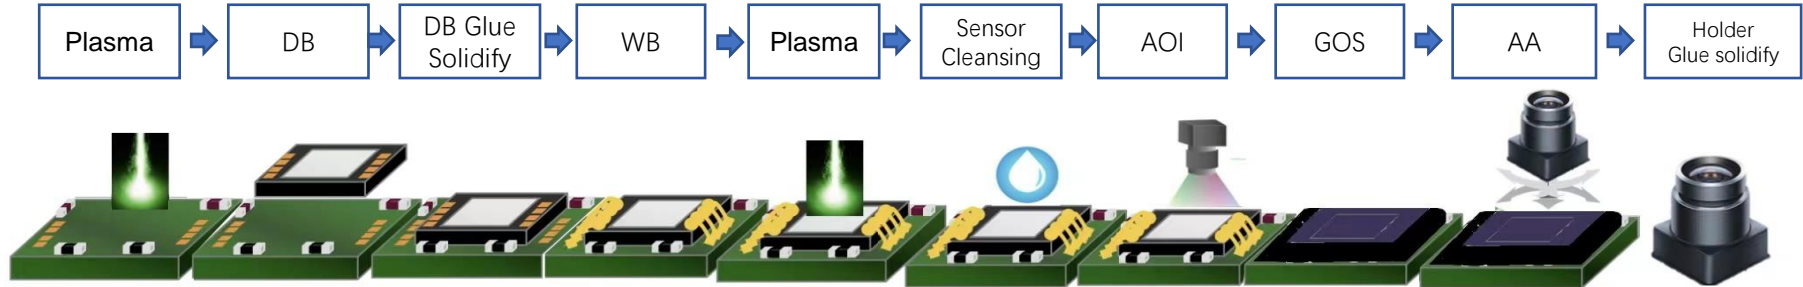 Plasma
DB
DB Glue
Solidify
WB
Plasma
Sensor
Cleansing
AOI
GOS
AA
Holder
Glue solidify